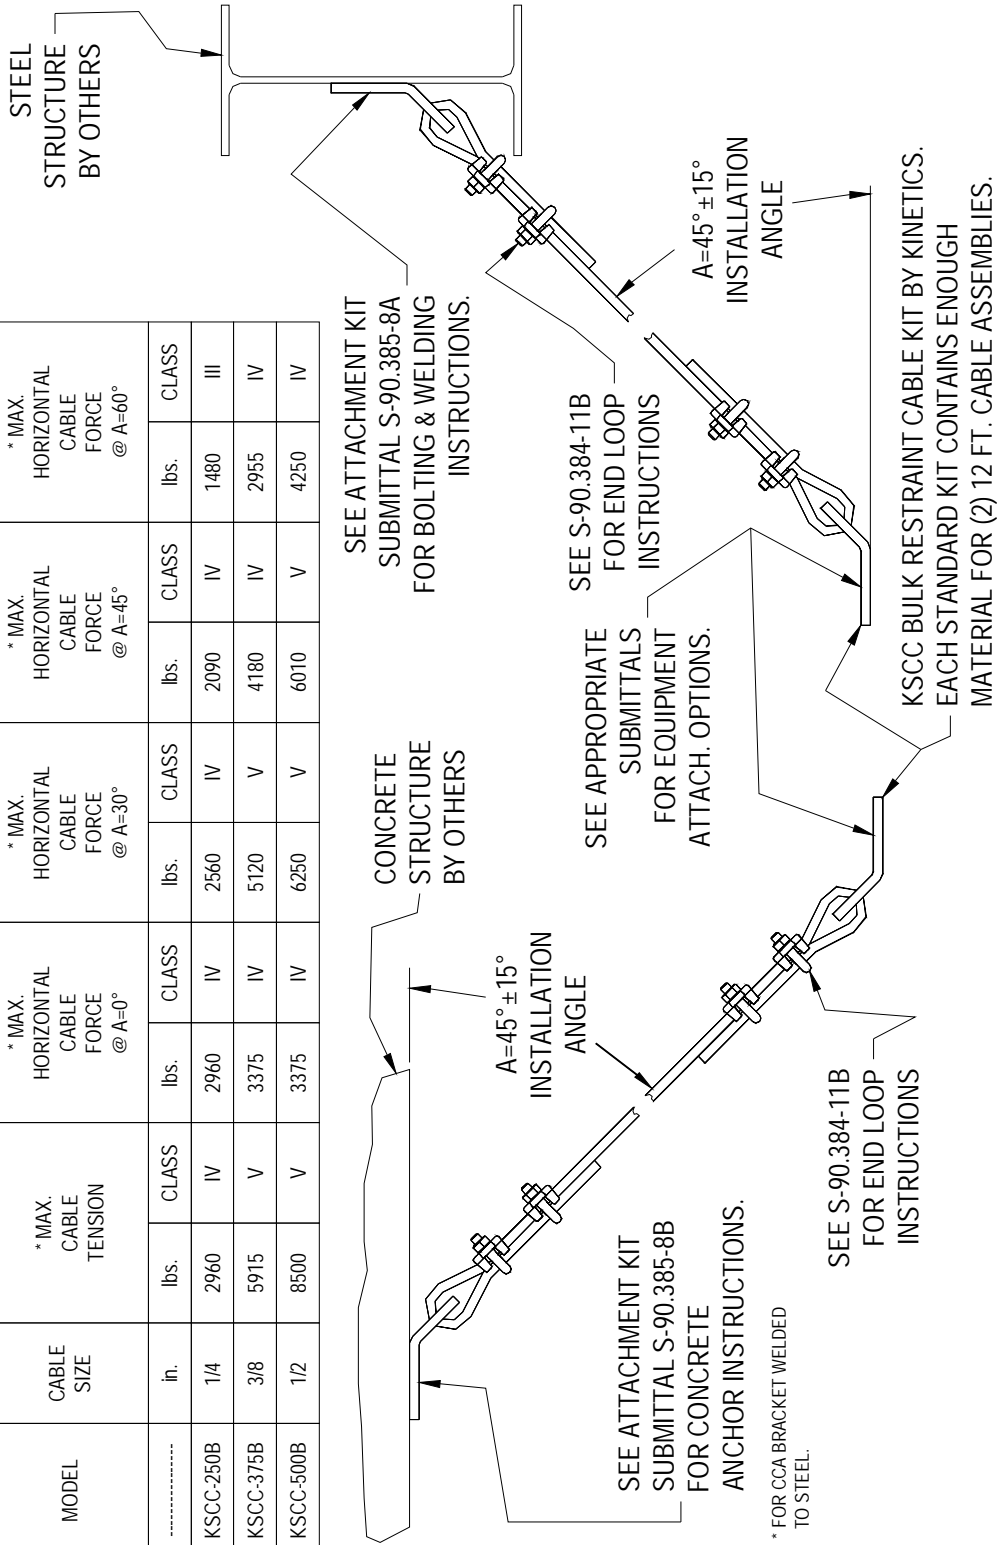 MODEL
CABLE
SIZE
* MAX.
CABLE
TENSION
* MAX.
HORIZONTAL
CABLE
FORCE
@ A=0°
* MAX.
HORIZONTAL
CABLE
FORCE
@ A=30°
* MAX.
HORIZONTAL
CABLE
FORCE
@ A=45°
* MAX.
HORIZONTAL
CABLE
FORCE
@ A=60°
------------- in. lbs. CLASS lbs. CLASS lbs. CLASS lbs. CLASS lbs. CLASS
KSCC-250B 1/4 2960 IV 2960 IV 2560 IV 2090 IV 1480 III
KSCC-375B 3/8 5915 V 3375 IV 5120 V 4180 IV 2955 IV
KSCC-500B 1/2 8500 V 3375 IV 6250 V 6010 V 4250 IV
STEEL
STRUCTURE
BY OTHERS
CONCRETE
STRUCTURE
BY OTHERS
SEE ATTACHMENT KIT
SUBMITTAL S-90.385-8A
FOR BOLTING & WELDING
INSTRUCTIONS.
A=45°±15°
INSTALLATION
ANGLE
A=45°±15°
INSTALLATION
ANGLE
SEE S-90.384-11B
FOR END LOOP
INSTRUCTIONS
SEE APPROPRIATE
SUBMITTALS
FOR EQUIPMENT
ATTACH. OPTIONS.
SEE ATTACHMENT KIT
SUBMITTAL S-90.385-8B
FOR CONCRETE
ANCHOR INSTRUCTIONS.
SEE S-90.384-11B
FOR END LOOP
INSTRUCTIONS
KSCC BULK RESTRAINT CABLE KIT BY KINETICS.
EACH STANDARD KIT CONTAINS ENOUGH
MATERIAL FOR (2) 12 FT. CABLE ASSEMBLIES.
* FOR CCA BRACKET WELDED
TO STEEL.